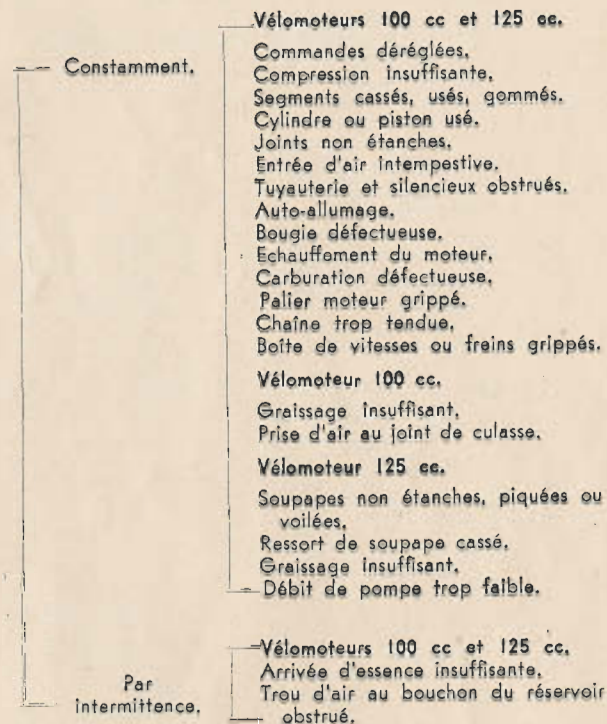 Constamment.
Vélomoteurs 100 cc et 125 cc.
Commandes déréglées.
Compression insuffisante.
Segments cassés, usés, gommés.
Cylindre ou piston usé.
Joints non étanches.
Entrée d'air intempestive.
Tuyauterie et silencieux obstrués.
Auto-allumage.
Bougie défectueuse.
Echauffement du moteur.
Carburation défectueuse.
Palier moteur grippé.
Chaîne trop tendue.
Boîte de vitesses ou freins grippés.
Vélomoteur 100 cc.
Graissage insuffisant.
Prise d'air au joint de culasse.
Vélomoteur 125 cc.
Soupapes non étanches, piquées ou
voilées.
Ressort de soupape cassé.
Graissage insuffisant.
Débit de pompe trop faible.
Par
intermittence.
Vélomoteurs 100 cc et 125 cc.
Arrivée d'essence insuffisante.
Trou d'air au bouchon du réservoir
obstrué.